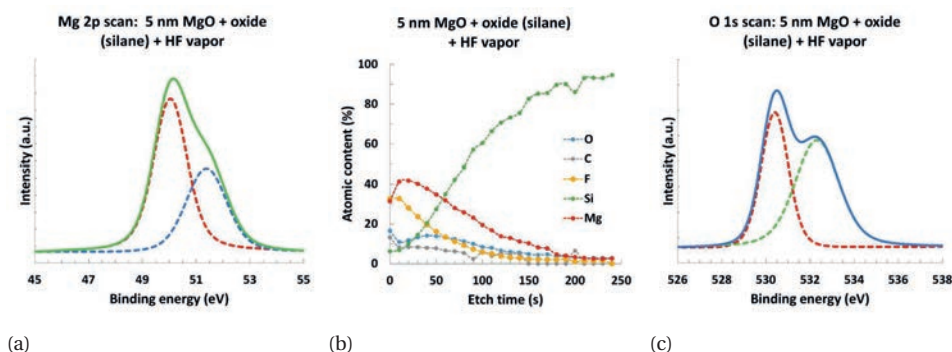 Mg 2p scan: 5 nm MgO + oxide
(silane) + HF vapor
Intensity (a.u.)
45 47 49 51 53 55
Binding energy (eV)
(a)
5 nm MgO + oxide (silane)
+ HF vapor
Atomic content (%)
100
80
60
40
20
0
O
C
F
Si
Mg
0 50 100 150 200 250
Etch time (s)
(b)
O 1s scan: 5 nm MgO + oxide
(silane) + HF vapor
Intensity (a.u.)
526 528 530 532 534 536 538
Binding energy (eV)
(c)